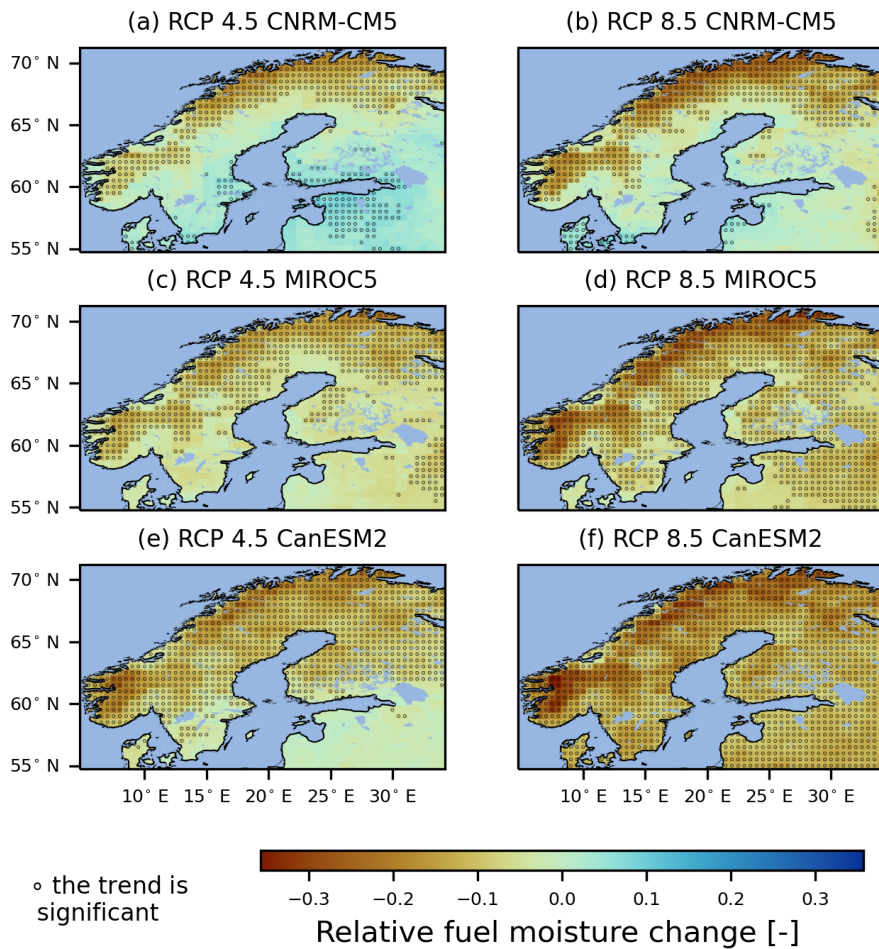 (a) RCP 4.5 CNRM-CM5
(b) RCP 8.5 CNRM-CM5
70° N
65° N
60° N
55° N
(c) RCP 4.5 MIROC5
(d) RCP 8.5 MIROC5
70° N
65° N
60° N
55° N
(e) RCP 4.5 CanESM2
(f) RCP 8.5 CanESM2
70° N
65° N
60° N
55° N
10° E 15° E 20° E 25° E 30° E
10° E 15° E 20° E 25° E 30° E
the trend is
significant
−0.3 −0.2 −0.1 0.0 0.1 0.2 0.3
Relative fuel moisture change [-]